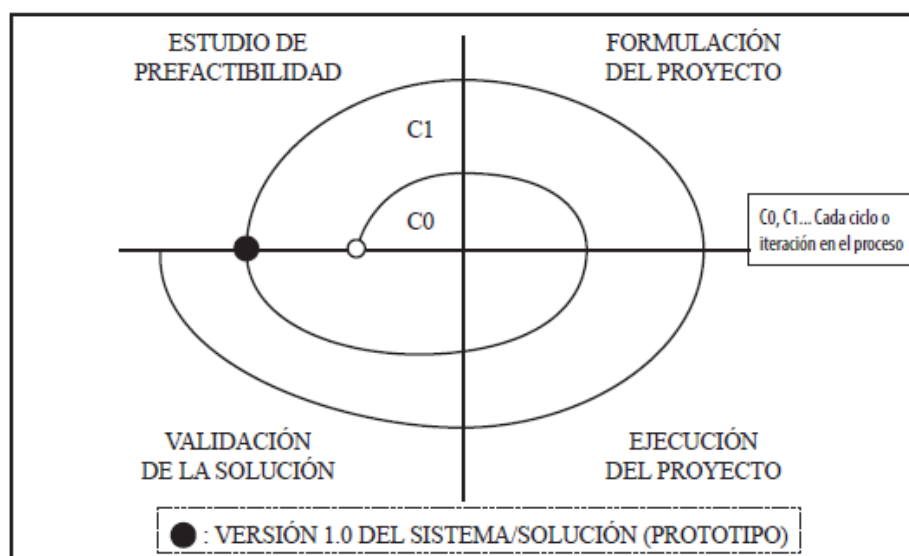 ESTUDIO DE
PREFACTIBILIDAD
FORMULACIÓN
DEL PROYECTO
C1
C0
C0, C1... Cada ciclo o
iteración en el proceso
VALIDACIÓN
DE LA SOLUCIÓN
EJECUCIÓN
DEL PROYECTO
: VERSIÓN 1.0 DEL SISTEMA/SOLUCIÓN (PROTOTIPO)